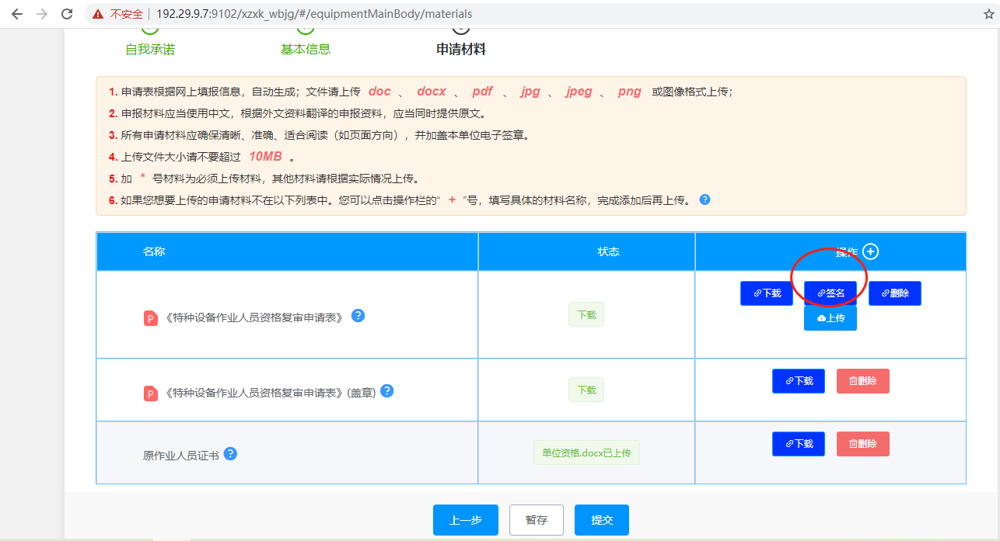 不安全 192.29.9.7:9102/xzxk_wbjg/#/equipmentMainBody/materials
自我承诺 基本信息 申请材料
1. 申请表根据网上填报信息，自动生成；文件请上传 doc 、 docx 、 pdf 、 jpg 、 jpeg 、 png 或图像格式上传；
2. 申报材料应当使用中文，根据外文资料翻译的申报资料，应当同时提供原文。
3. 所有申请材料应确保清晰、准确、适合阅读（如页面方向），并加盖本单位电子签章。
4. 上传文件大小请不要超过 10MB 。
5. 加 * 号材料为必须上传材料，其他材料请根据实际情况上传。
6. 如果您想要上传的申请材料不在以下列表中。您可以点击操作栏的“ + ”号，填写具体的材料名称，完成添加后再上传。 ?
名称 状态 操作
下载 签名 删除
P 《特种设备作业人员资格复审申请表》 ? 下载
上传
P 《特种设备作业人员资格复审申请表》(盖章) ? 下载 下载 删除
原作业人员证书 ? 单位资格.docx已上传 下载 删除
上一步 暂存 提交